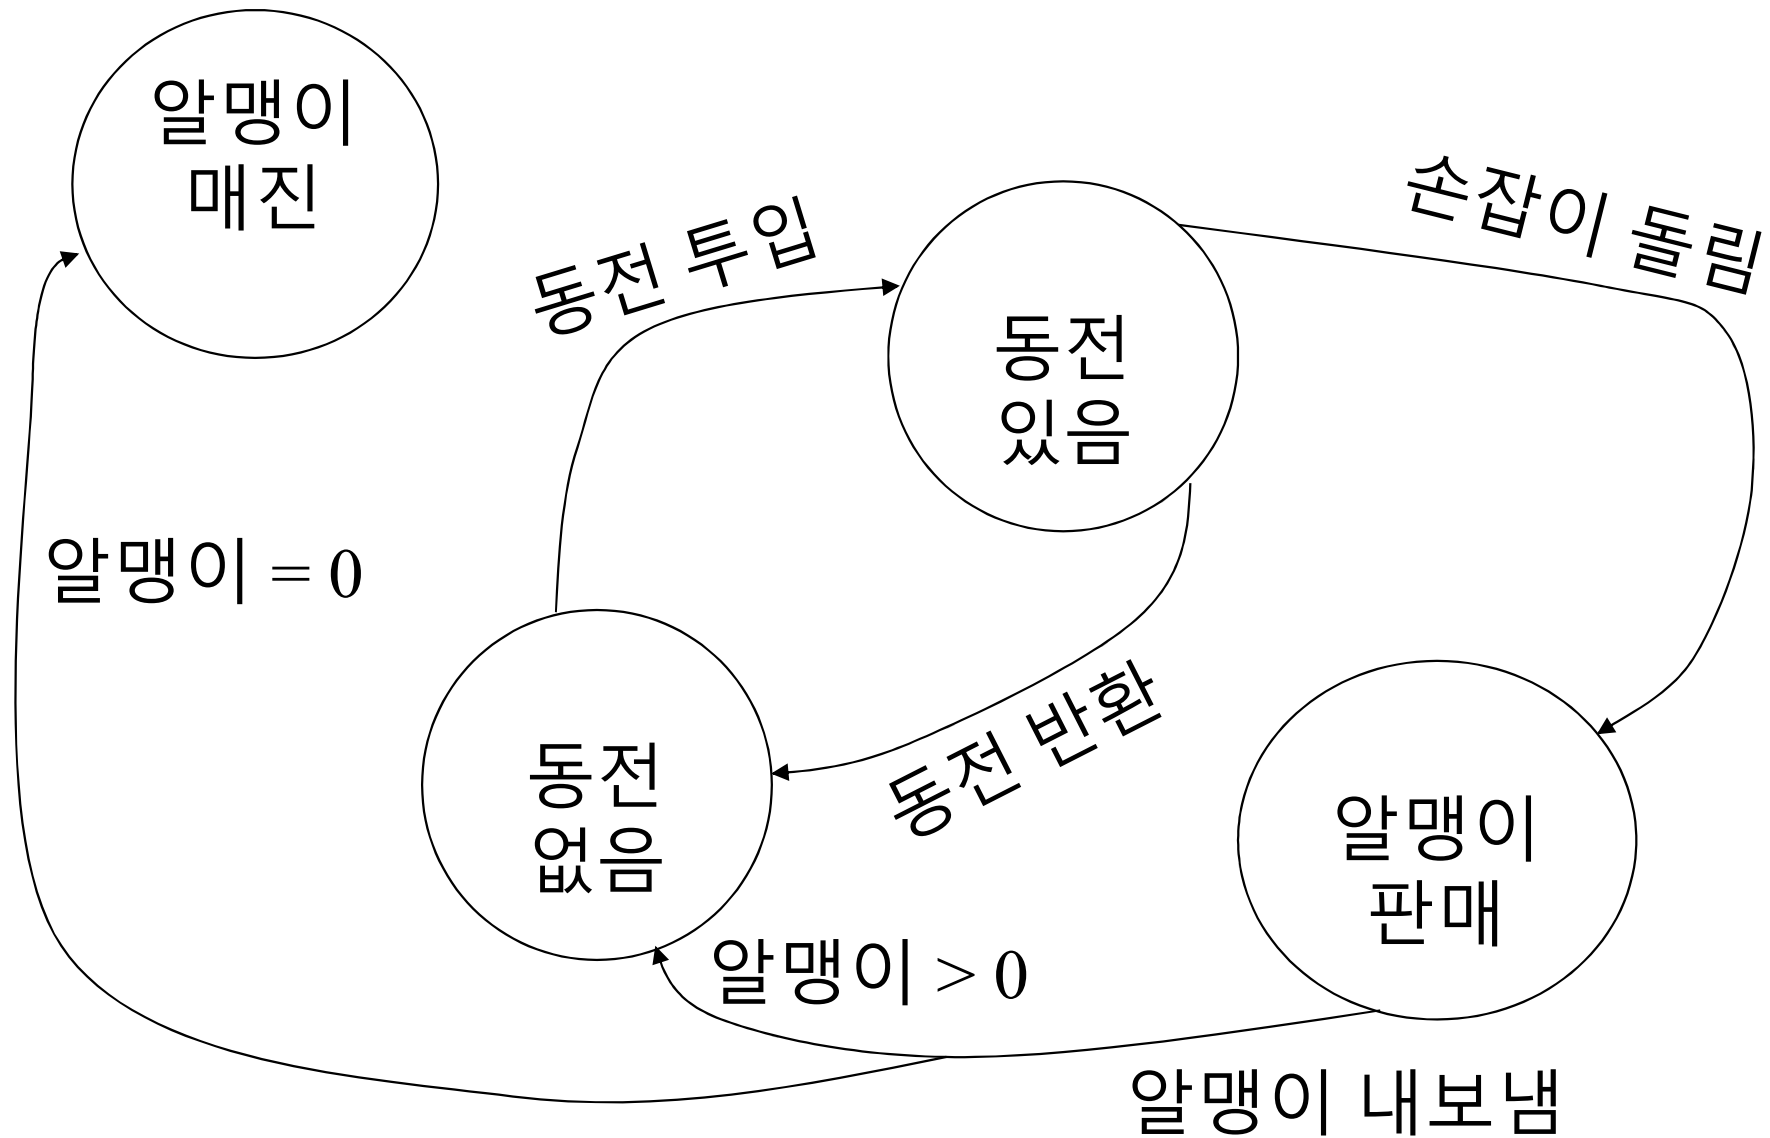 알맹이
매진
손잡이 돌림
동전 투입
동전
있음
알맹이 = 0
동전 반환
동전
없음
알맹이
판매
알맹이 > 0
알맹이 내보냄